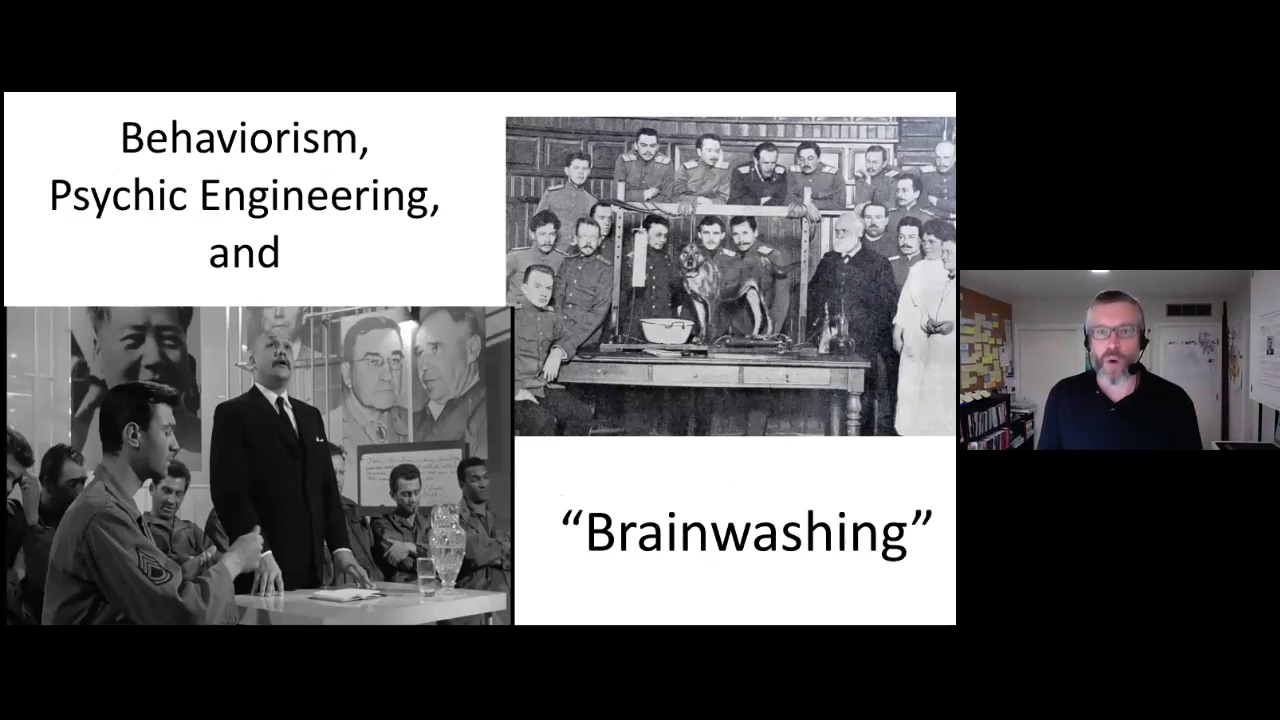 Behaviorism,
Psychic Engineering,
and
“Brainwashing”